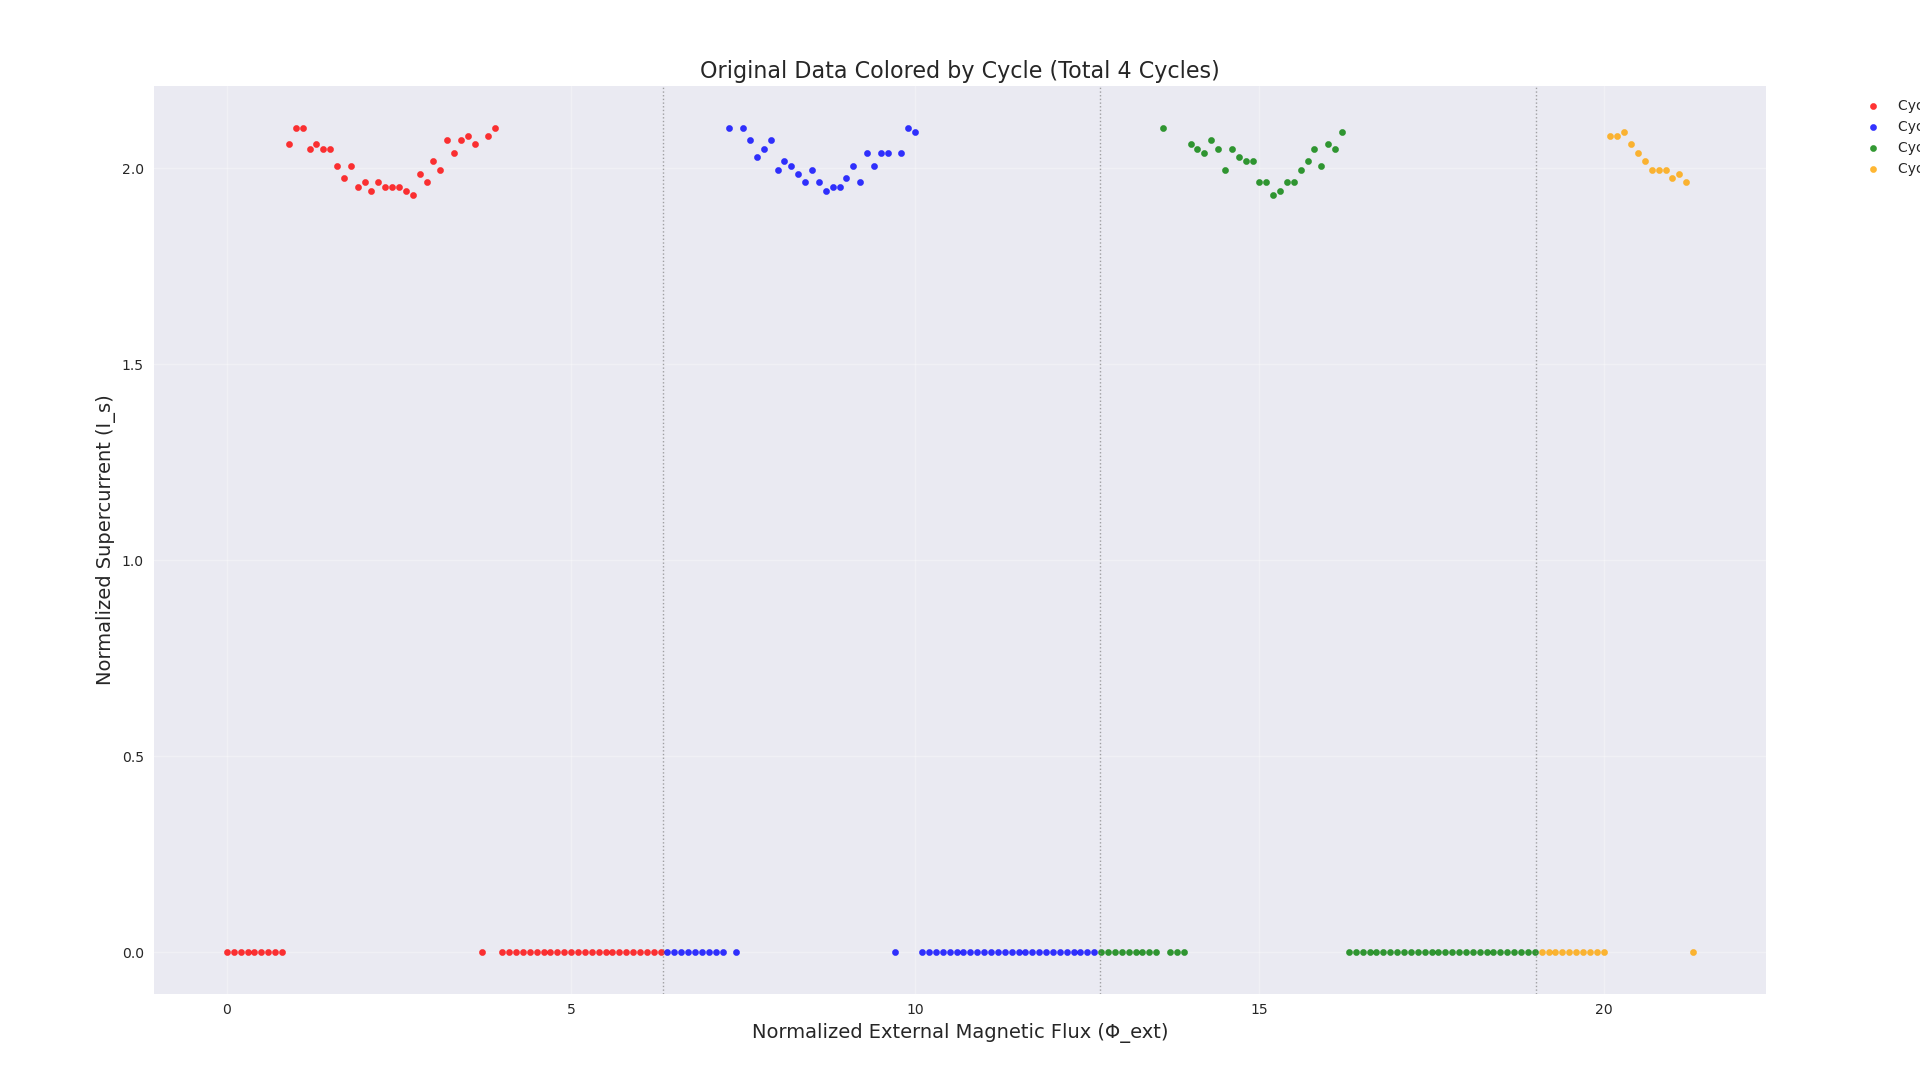 Original Data Colored by Cycle (Total 4 Cycles)
Cyc
Cyc
Cyc
Cyc
2.0
1.5
1.0
0.5
0.0
Normalized Supercurrent (I_s)
0 5 10 15 20
Normalized External Magnetic Flux (Φ_ext)